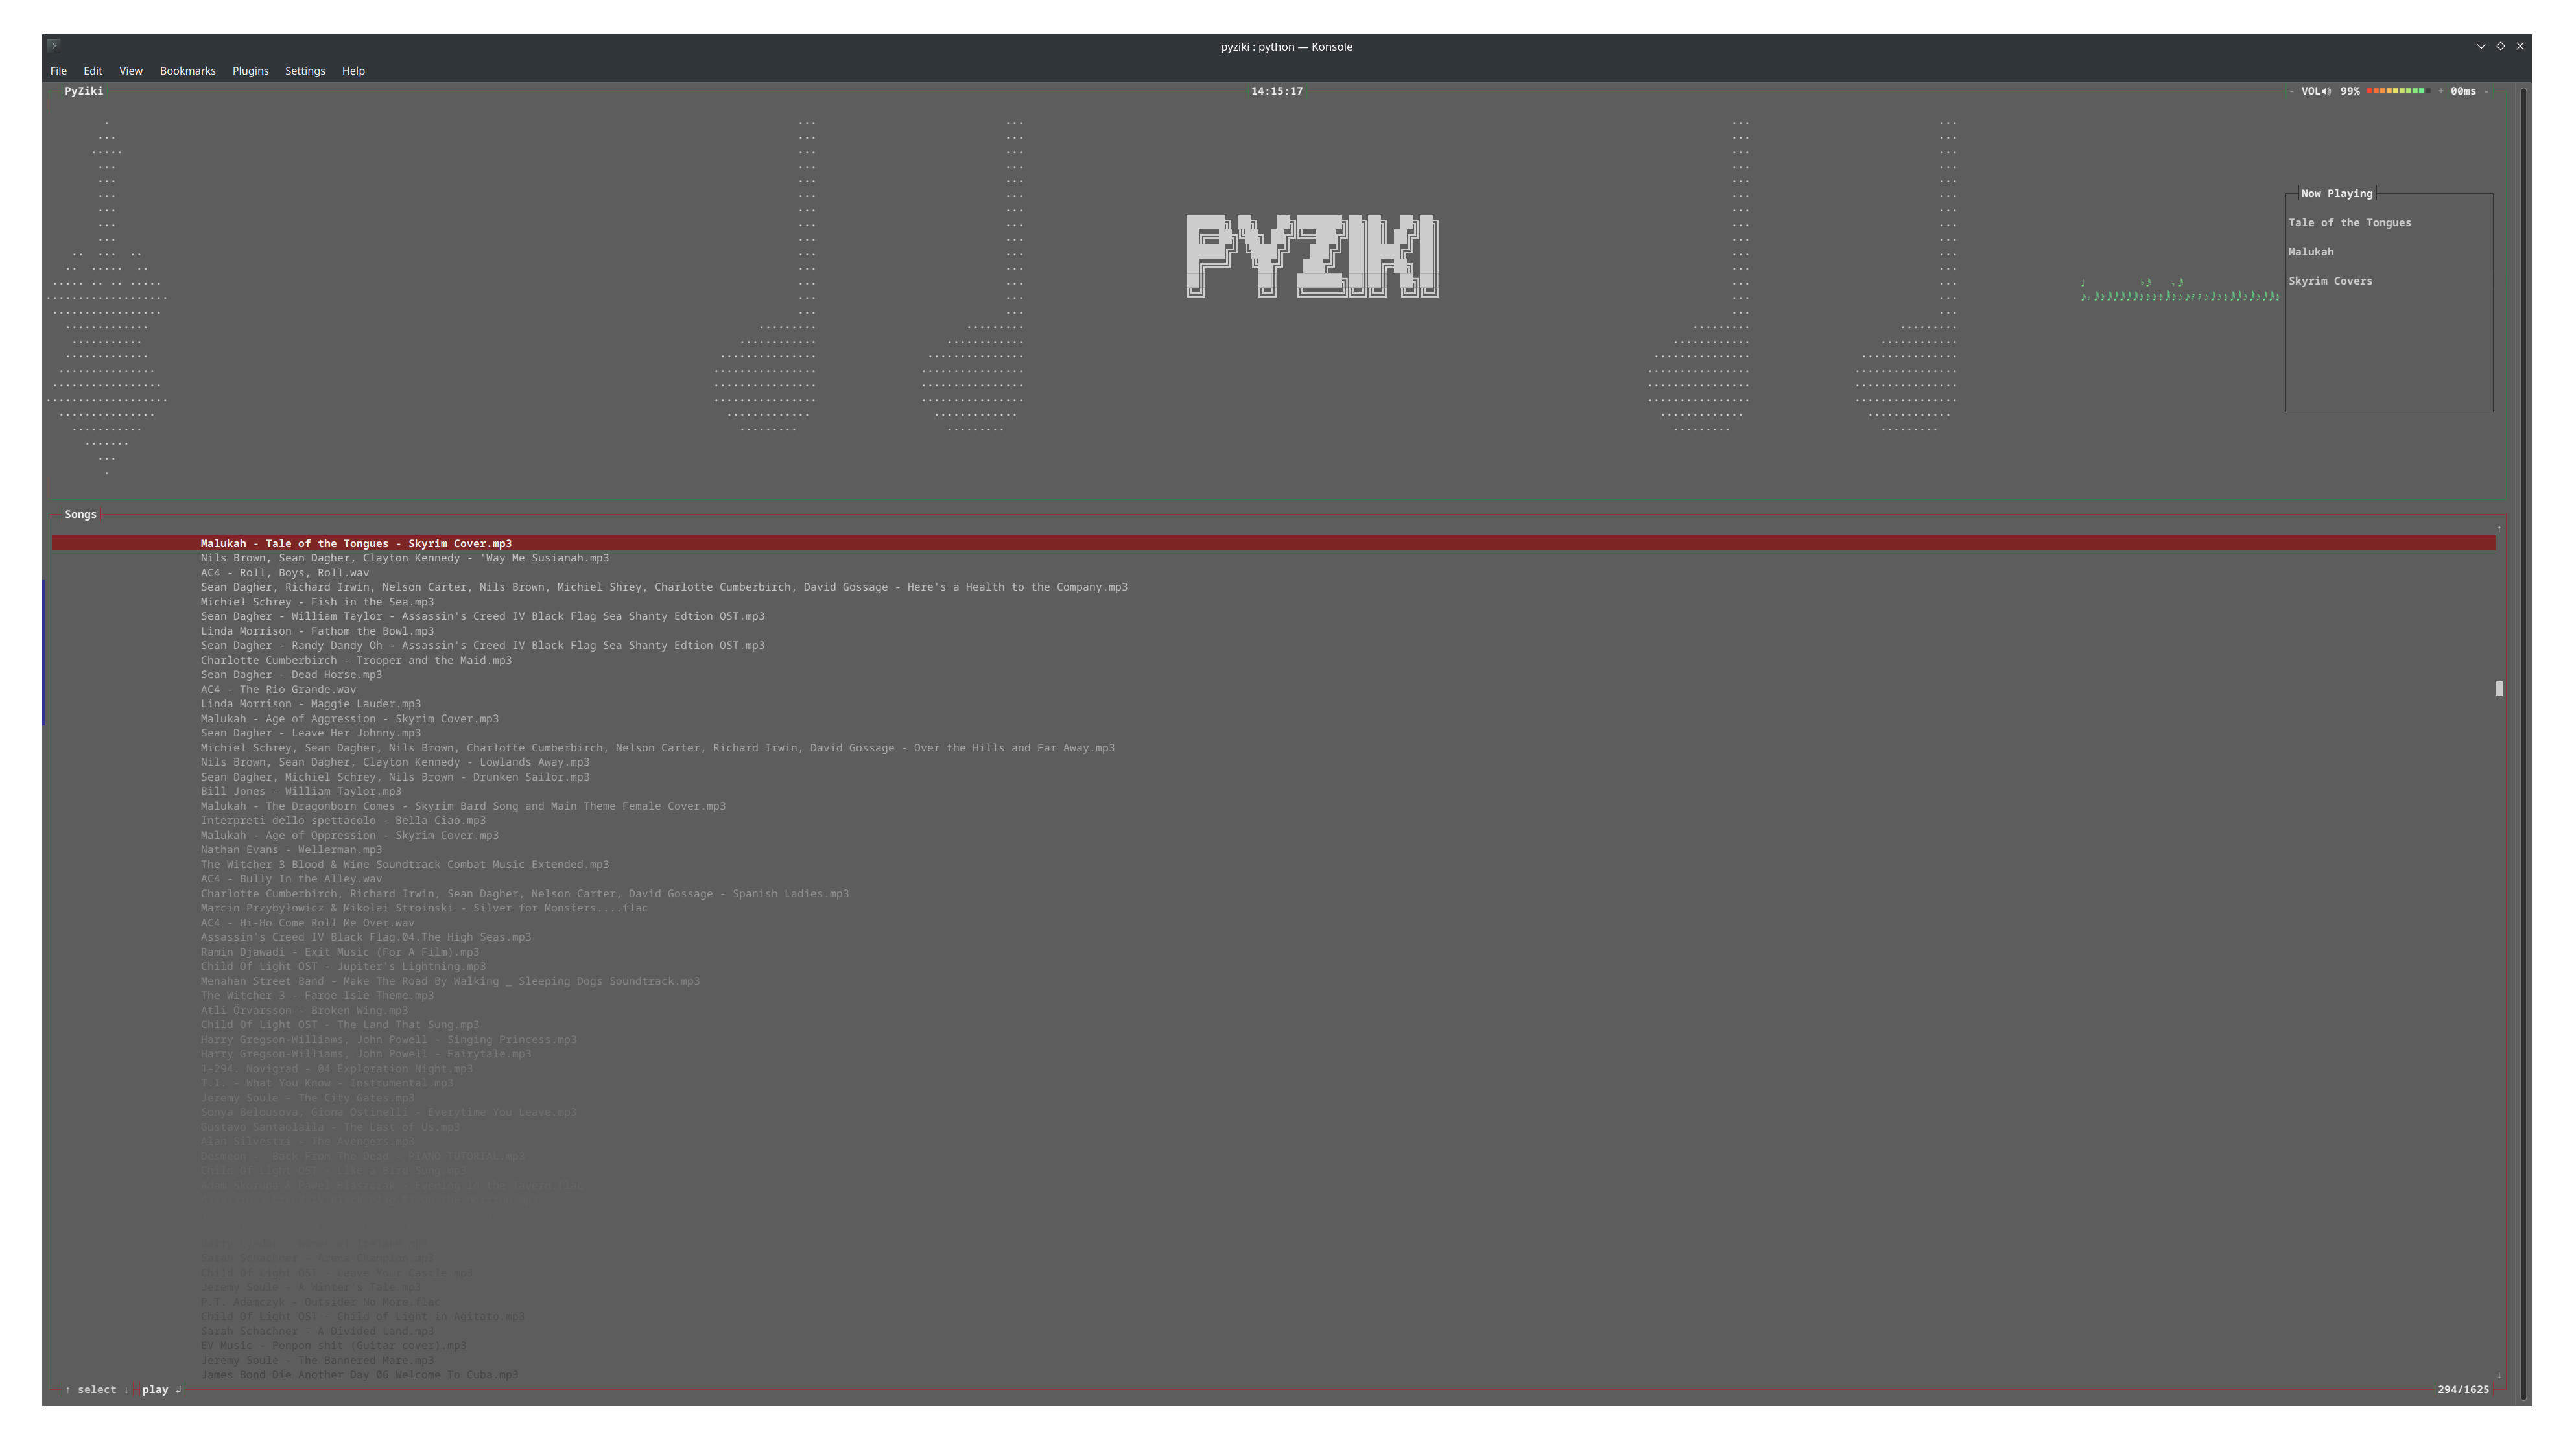 pyziki : python — Konsole
File Edit View Bookmarks Plugins Settings Help
PyZiki 14:15:17 - VOL 99% + 00ms -
PYZIKI
Now Playing
Tale of the Tongues
Malukah
Skyrim Covers
Songs
Malukah - Tale of the Tongues - Skyrim Cover.mp3
Nils Brown, Sean Dagher, Clayton Kennedy - 'Way Me Susianah.mp3
AC4 - Roll, Boys, Roll.wav
Sean Dagher, Richard Irwin, Nelson Carter, Nils Brown, Michiel Shrey, Charlotte Cumberbirch, David Gossage - Here's a Health to the Company.mp3
Michiel Schrey - Fish in the Sea.mp3
Sean Dagher - William Taylor - Assassin's Creed IV Black Flag Sea Shanty Edtion OST.mp3
Linda Morrison - Fathom the Bowl.mp3
Sean Dagher - Randy Dandy Oh - Assassin's Creed IV Black Flag Sea Shanty Edtion OST.mp3
Charlotte Cumberbirch - Trooper and the Maid.mp3
Sean Dagher - Dead Horse.mp3
AC4 - The Rio Grande.wav
Linda Morrison - Maggie Lauder.mp3
Malukah - Age of Aggression - Skyrim Cover.mp3
Sean Dagher - Leave Her Johnny.mp3
Michiel Schrey, Sean Dagher, Nils Brown, Charlotte Cumberbirch, Nelson Carter, Richard Irwin, David Gossage - Over the Hills and Far Away.mp3
Nils Brown, Sean Dagher, Clayton Kennedy - Lowlands Away.mp3
Sean Dagher, Michiel Schrey, Nils Brown - Drunken Sailor.mp3
Bill Jones - William Taylor.mp3
Malukah - The Dragonborn Comes - Skyrim Bard Song and Main Theme Female Cover.mp3
Interpreti dello spettacolo - Bella Ciao.mp3
Malukah - Age of Oppression - Skyrim Cover.mp3
Nathan Evans - Wellerman.mp3
The Witcher 3 Blood & Wine Soundtrack Combat Music Extended.mp3
AC4 - Bully In the Alley.wav
Charlotte Cumberbirch, Richard Irwin, Sean Dagher, Nelson Carter, David Gossage - Spanish Ladies.mp3
Marcin Przybyłowicz & Mikolai Stroinski - Silver for Monsters....flac
AC4 - Hi-Ho Come Roll Me Over.wav
Assassin's Creed IV Black Flag.04.The High Seas.mp3
Ramin Djawadi - Exit Music (For A Film).mp3
Child Of Light OST - Jupiter's Lightning.mp3
Menahan Street Band - Make The Road By Walking _ Sleeping Dogs Soundtrack.mp3
The Witcher 3 - Faroe Isle Theme.mp3
Atli Örvarsson - Broken Wing.mp3
Child Of Light OST - The Land That Sung.mp3
Harry Gregson-Williams, John Powell - Singing Princess.mp3
Harry Gregson-Williams, John Powell - Fairytale.mp3
1-294. Novigrad - 04 Exploration Night.mp3
T.I. - What You Know - Instrumental.mp3
Jeremy Soule - The City Gates.mp3
Sonya Belousova, Giona Ostinelli - Everytime You Leave.mp3
Gustavo Santaolalla - The Last of Us.mp3
Alan Silvestri - The Avengers.mp3
Back From The Dead - PIANO TUTORIAL.mp3
Sarah Schachner - Arena Champion.mp3
Child Of Light OST - Leave Your Castle.mp3
Jeremy Soule - A Winter's Tale.mp3
P.T. Adamczyk - Outsider No More.flac
Child Of Light OST - Child of Light in Agitato.mp3
Sarah Schachner - A Divided Land.mp3
EV Music - Ponpon shit (Guitar cover).mp3
Jeremy Soule - The Bannered Mare.mp3
James Bond Die Another Day 06 Welcome To Cuba.mp3
↑ select ↓ play ↲ 294/1625